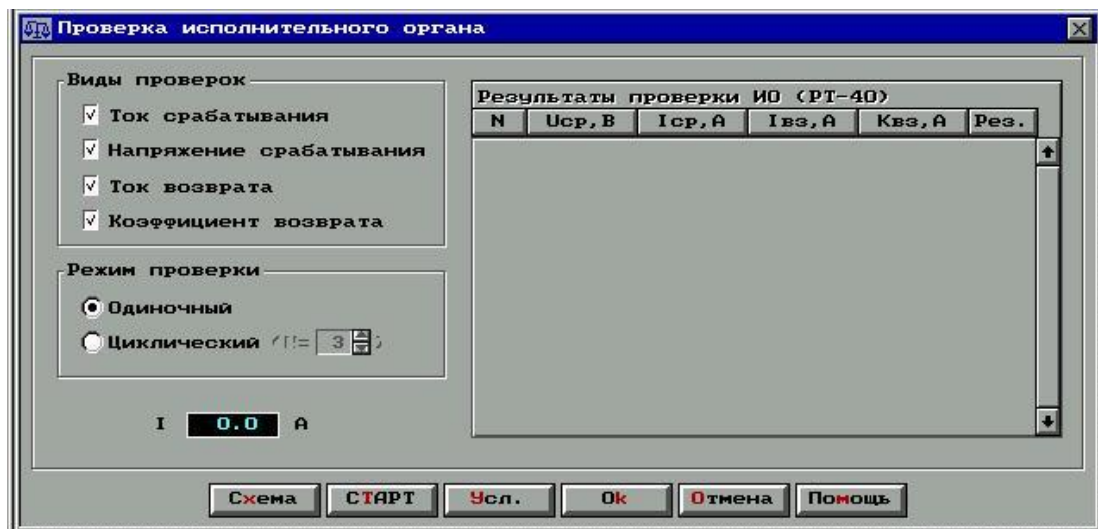 Проверка исполнительного органа
Виды проверок
Ток срабатывания
Напряжение срабатывания
Ток возврата
Коэффициент возврата
Режим проверки
Одиночный
Циклический (N= 3 )
I 0.0 A
Результаты проверки ИО (РТ-40)
N Uср,В Iср,А Iвз,А Kвз,А Рез.
Схема СТАРТ Усл. Ok Отмена Помощь